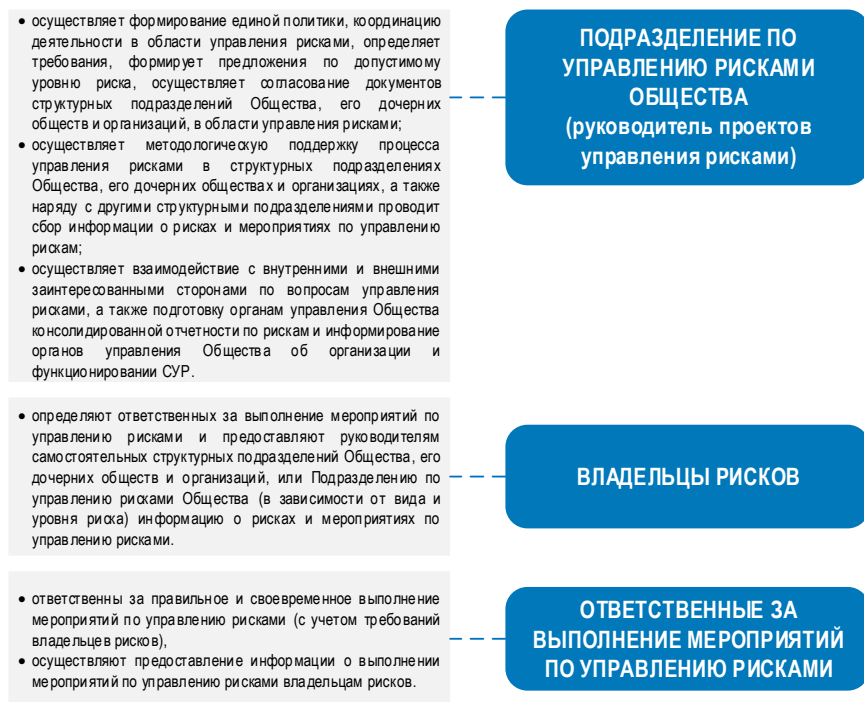 • осуществляет формирование единой политики, координацию
деятельности в области управления рисками, определяет
требования, формирует предложения по допустимому
уровню риска, осуществляет согласование документов
структурных подразделений Общества, его дочерних
обществ и организаций, в области управления рисками;
• осуществляет методологическую поддержку процесса
управления рисками в структурных подразделениях
Общества, его дочерних обществах и организациях, а также
наряду с другими структурными подразделениями проводит
сбор информации о рисках и мероприятиях по управлению
рискам;
• осуществляет взаимодействие с внутренними и внешними
заинтересованными сторонами по вопросам управления
рисками, а также подготовку органам управления Общества
консолидированной отчетности по рискам и информирование
органов управления Общества об организации и
функционировании СУР.
ПОДРАЗДЕЛЕНИЕ ПО
УПРАВЛЕНИЮ РИСКАМИ
ОБЩЕСТВА
(руководитель проектов
управления рисками)
• определяют ответственных за выполнение мероприятий по
управлению рисками и предоставляют руководителям
самостоятельных структурных подразделений Общества, его
дочерних обществ и организаций, или Подразделению по
управлению рисками Общества (в зависимости от вида и
уровня риска) информацию о рисках и мероприятиях по
управлению рисками.
ВЛАДЕЛЬЦЫ РИСКОВ
• ответственны за правильное и своевременное выполнение
мероприятий по управлению рисками (с учетом требований
владельцев рисков),
• осуществляют предоставление информации о выполнении
мероприятий по управлению рисками владельцам рисков.
ОТВЕТСТВЕННЫЕ ЗА
ВЫПОЛНЕНИЕ МЕРОПРИЯТИЙ
ПО УПРАВЛЕНИЮ РИСКАМИ